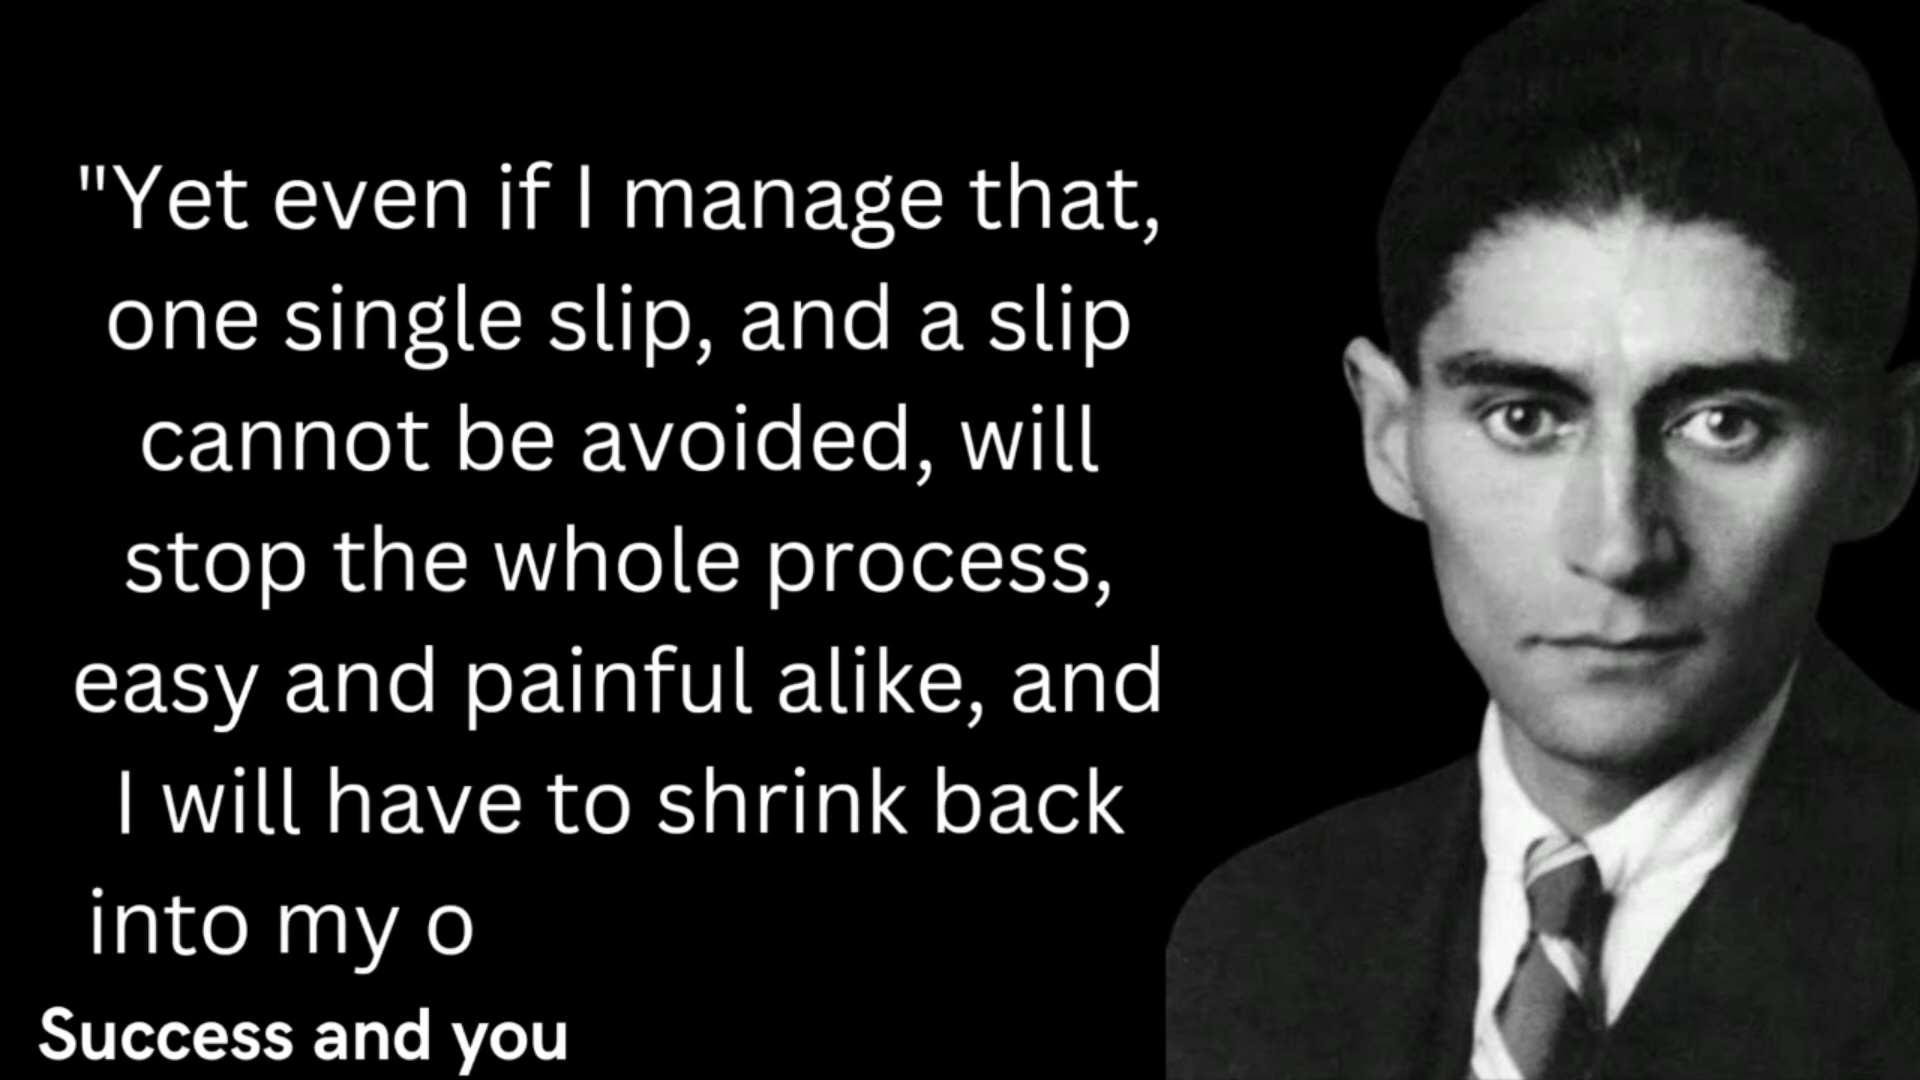 "Yet even if I manage that,
one single slip, and a slip
cannot be avoided, will
stop the whole process,
easy and painful alike, and
I will have to shrink back
into my o
Success and you